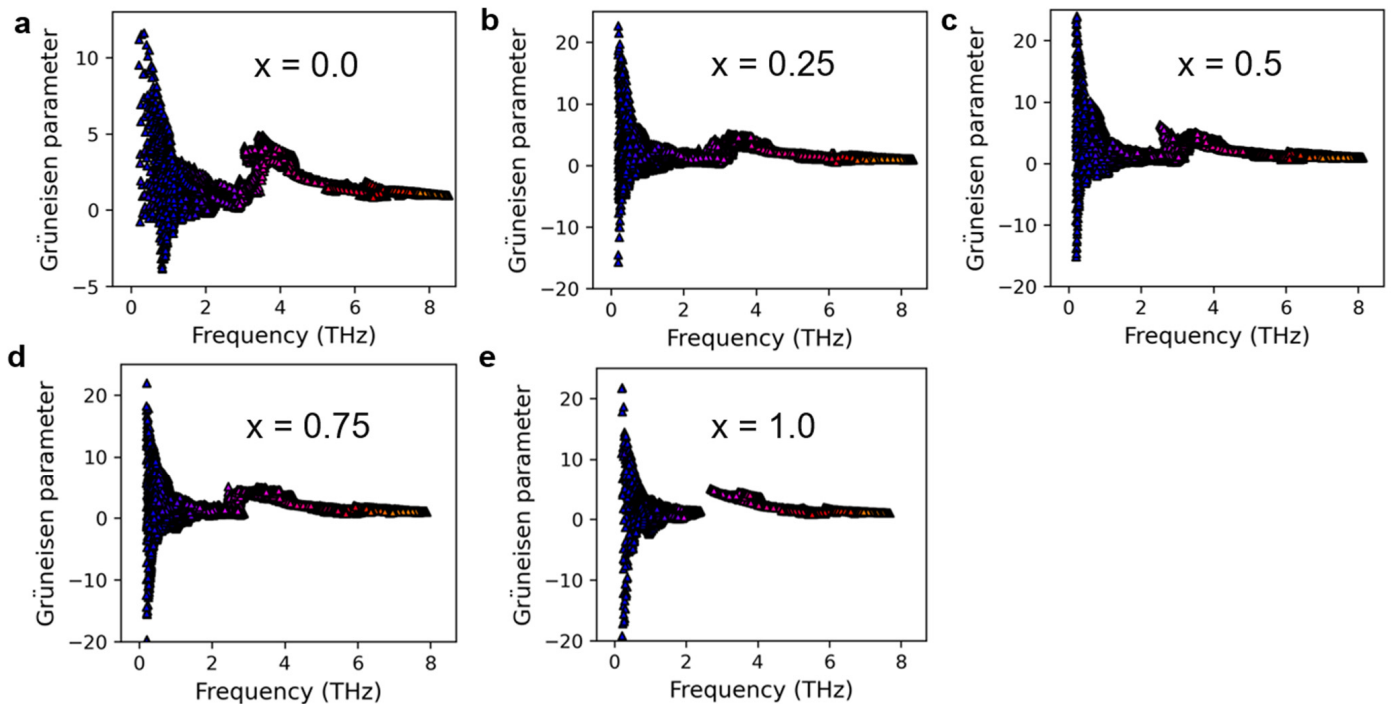 a
x = 0.0
Grüneisen parameter
10
5
0
−5
0 2 4 6 8
Frequency (THz)
b
x = 0.25
Grüneisen parameter
20
10
0
−10
−20
0 2 4 6 8
Frequency (THz)
c
x = 0.5
Grüneisen parameter
20
10
0
−10
−20
0 2 4 6 8
Frequency (THz)
d
x = 0.75
Grüneisen parameter
20
10
0
−10
−20
0 2 4 6 8
Frequency (THz)
e
x = 1.0
Grüneisen parameter
20
10
0
−10
−20
0 2 4 6 8
Frequency (THz)